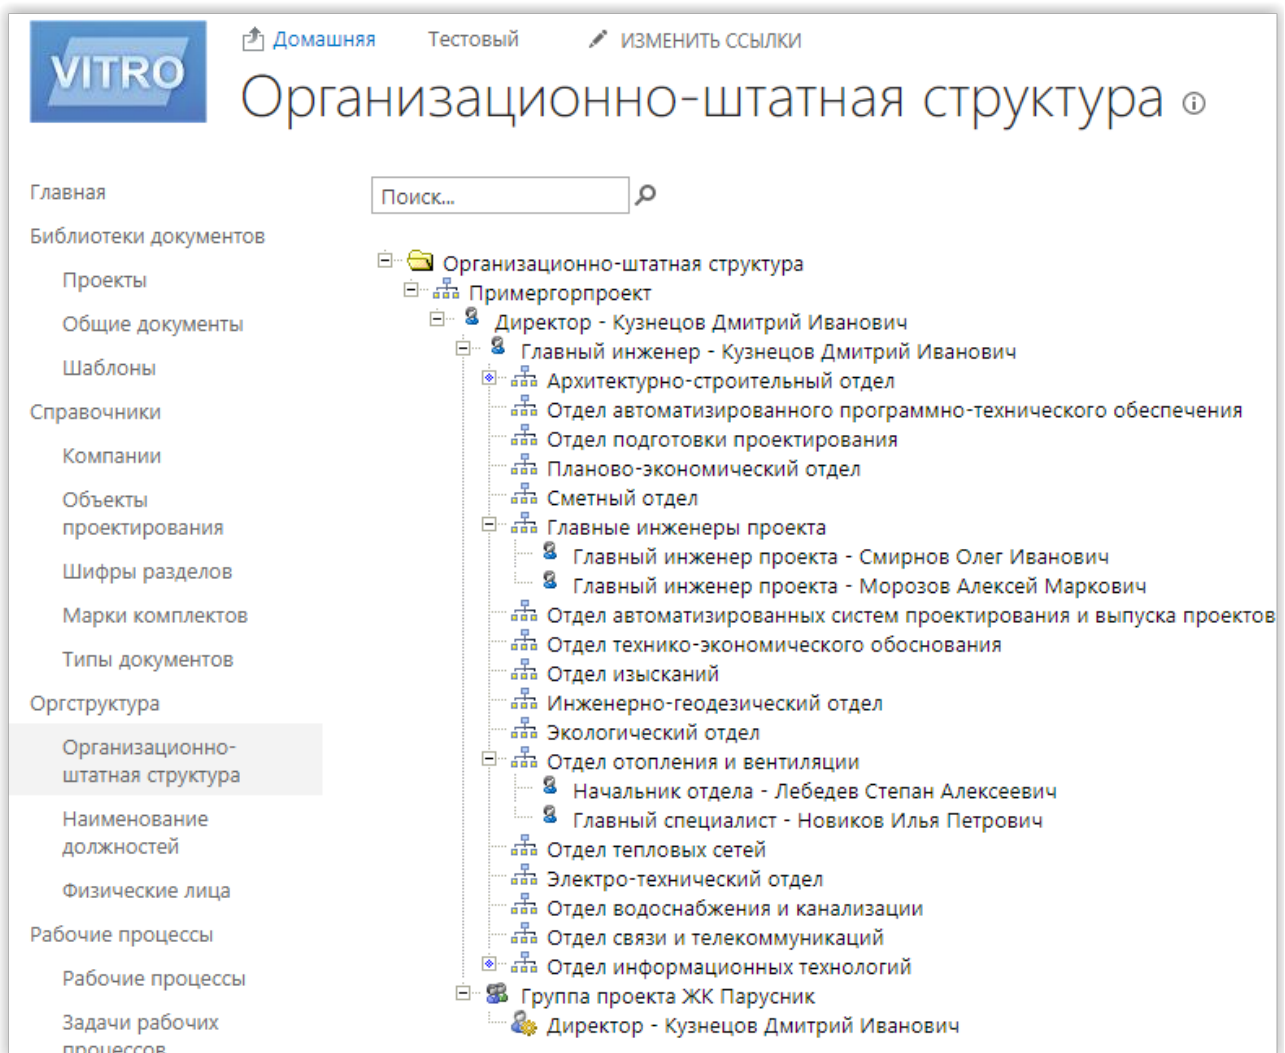 VITRO
Домашняя Тестовый ИЗМЕНИТЬ ССЫЛКИ
Организационно-штатная структура
Главная
Библиотеки документов
Проекты
Общие документы
Шаблоны
Справочники
Компании
Объекты
проектирования
Шифры разделов
Марки комплектов
Типы документов
Оргструктура
Организационно-
штатная структура
Наименование
должностей
Физические лица
Рабочие процессы
Рабочие процессы
Задачи рабочих
процессов
Поиск...
Организационно-штатная структура
Примергорпроект
Директор - Кузнецов Дмитрий Иванович
Главный инженер - Кузнецов Дмитрий Иванович
Архитектурно-строительный отдел
Отдел автоматизированного программно-технического обеспечения
Отдел подготовки проектирования
Планово-экономический отдел
Сметный отдел
Главные инженеры проекта
Главный инженер проекта - Смирнов Олег Иванович
Главный инженер проекта - Морозов Алексей Маркович
Отдел автоматизированных систем проектирования и выпуска проектов
Отдел технико-экономического обоснования
Отдел изысканий
Инженерно-геодезический отдел
Экологический отдел
Отдел отопления и вентиляции
Начальник отдела - Лебедев Степан Алексеевич
Главный специалист - Новиков Илья Петрович
Отдел тепловых сетей
Электро-технический отдел
Отдел водоснабжения и канализации
Отдел связи и телекоммуникаций
Отдел информационных технологий
Группа проекта ЖК Парусник
Директор - Кузнецов Дмитрий Иванович